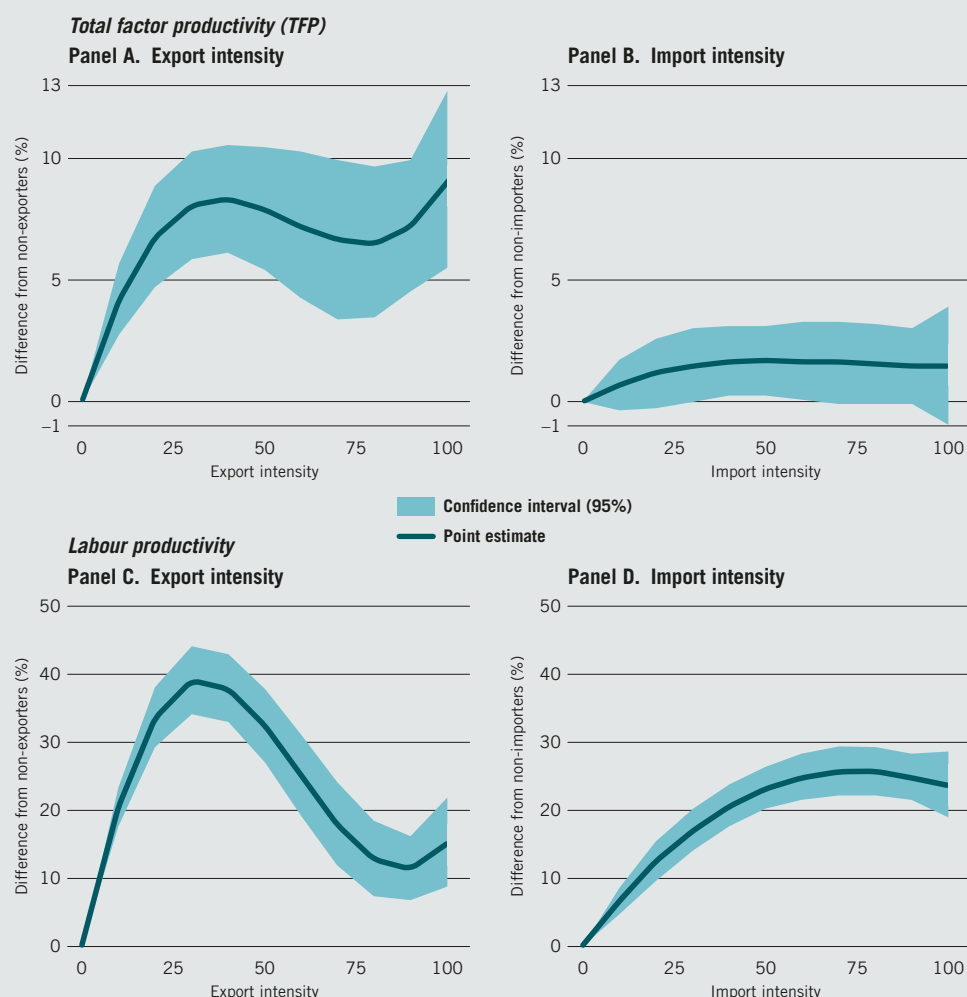 Total factor productivity (TFP)
Panel A. Export intensity
13
10
5
0
–1
Difference from non-exporters (%)
0 25 50 75 100
Export intensity
Panel B. Import intensity
13
10
5
0
–1
Difference from non-importers (%)
0 25 50 75 100
Import intensity
Confidence interval (95%)
Point estimate
Labour productivity
Panel C. Export intensity
50
40
30
20
10
0
Difference from non-exporters (%)
0 25 50 75 100
Export intensity
Panel D. Import intensity
50
40
30
20
10
0
Difference from non-importers (%)
0 25 50 75 100
Import intensity